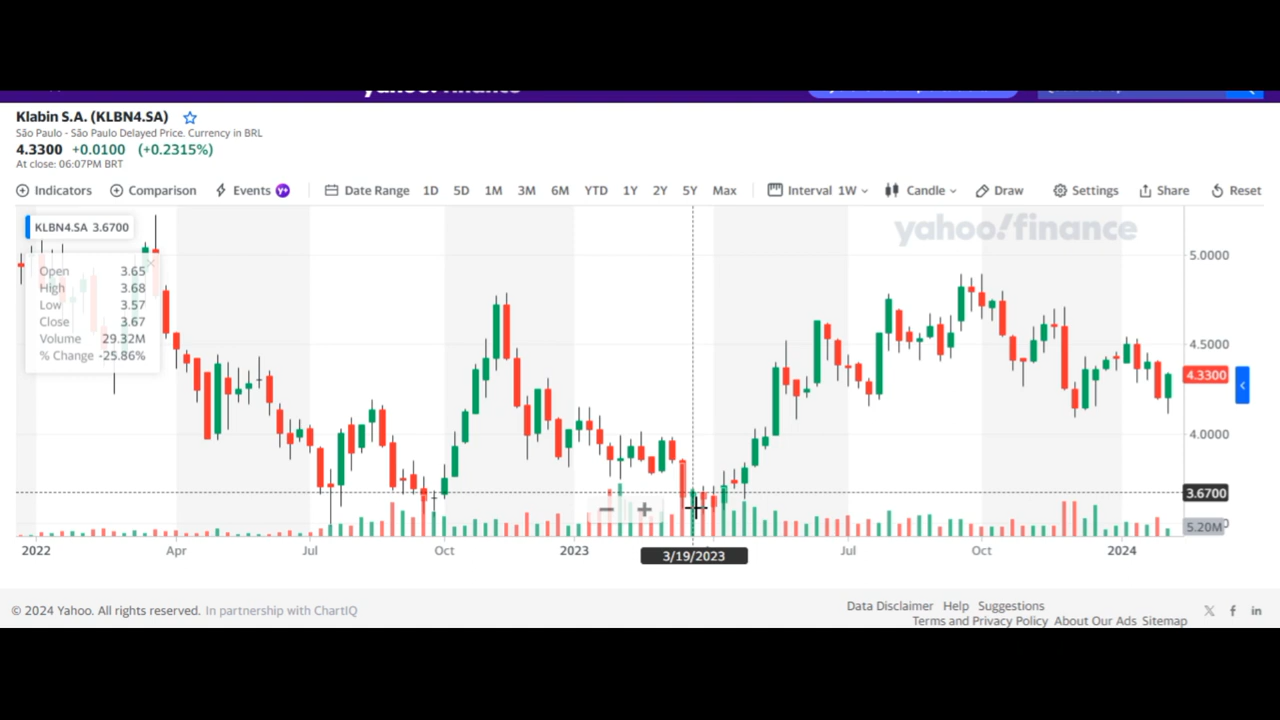 Klabin S.A. (KLBN4.SA)
São Paulo - São Paulo Delayed Price. Currency in BRL
4.3300 +0.0100 (+0.2315%)
At close: 06:07PM BRT
Indicators Comparison Events Y+ Date Range 1D 5D 1M 3M 6M YTD 1Y 2Y 5Y Max Interval 1W Candle Draw Settings Share Reset
KLBN4.SA 3.6700
yahoo!finance
Open 3.65
High 3.68
Low 3.57
Close 3.67
Volume 29.32M
% Change -25.86%
5.0000
4.5000
4.3300
4.0000
3.6700
5.20M
2022 Apr Jul Oct 2023 3/19/2023 Jul Oct 2024
© 2024 Yahoo. All rights reserved. In partnership with ChartIQ
Data Disclaimer Help Suggestions
Terms and Privacy Policy About Our Ads Sitemap